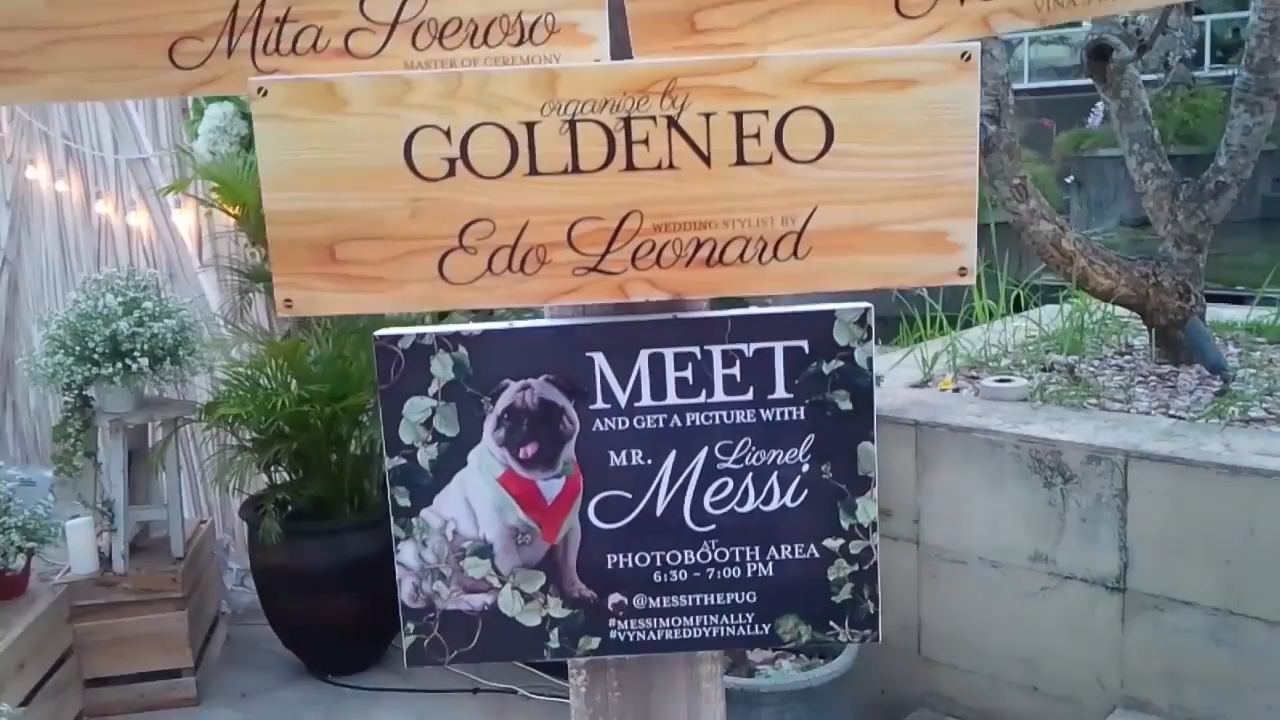 Mita Soeroso
MASTER OF CEREMONY
organize by
GOLDEN EO
WEDDING STYLIST BY
Edo Leonard
MEET
AND GET A PICTURE WITH
MR. Lionel
Messi
AT
PHOTOBOOTH AREA
6:30 - 7:00 PM
@MESSITHEPUG
#MESSIMOMFINALLY
#VYNAFREDDYFINALLY